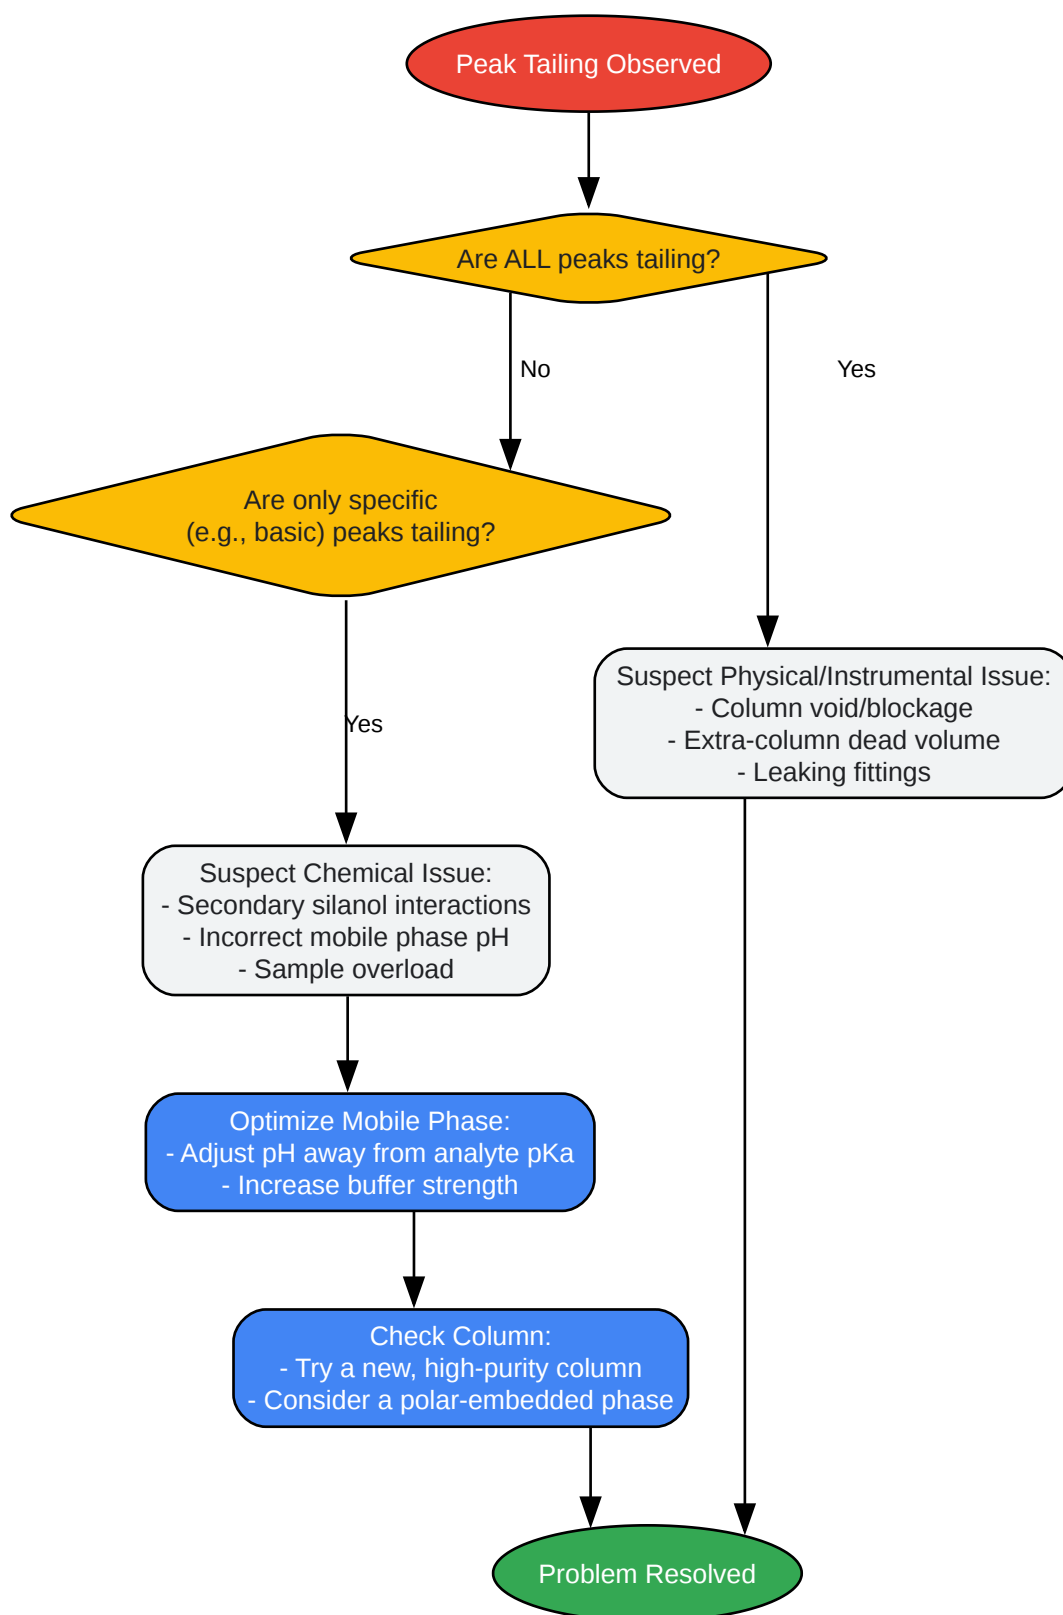 Peak Tailing Observed
Are ALL peaks tailing?
No
Yes
Are only specific
(e.g., basic) peaks tailing?
Suspect Physical/Instrumental Issue:
- Column void/blockage
- Extra-column dead volume
- Leaking fittings
Yes
Suspect Chemical Issue:
- Secondary silanol interactions
- Incorrect mobile phase pH
- Sample overload
Optimize Mobile Phase:
- Adjust pH away from analyte pKa
- Increase buffer strength
Check Column:
- Try a new, high-purity column
- Consider a polar-embedded phase
Problem Resolved